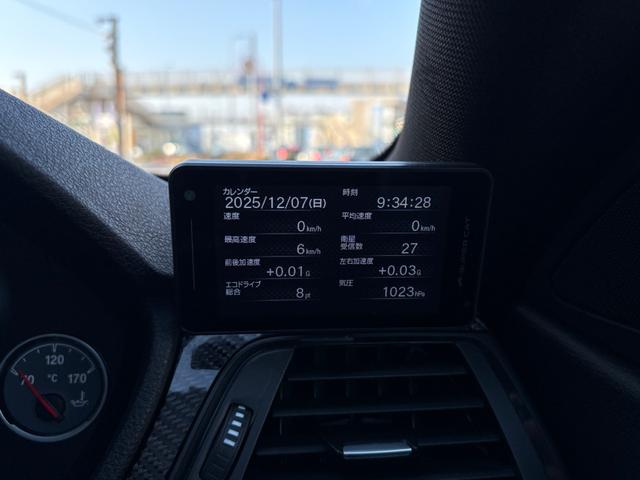 カレンダー 時刻
2025/12/07(日) 9:34:28
速度 平均速度
0km/h 0km/h
最高速度 衛星受信数
6km/h 27
前後加速度 左右加速度
+0.01G +0.03G
エコドライブ総合 気圧
8pt 1023hPa
SUPER CAT
70 120 170
°C